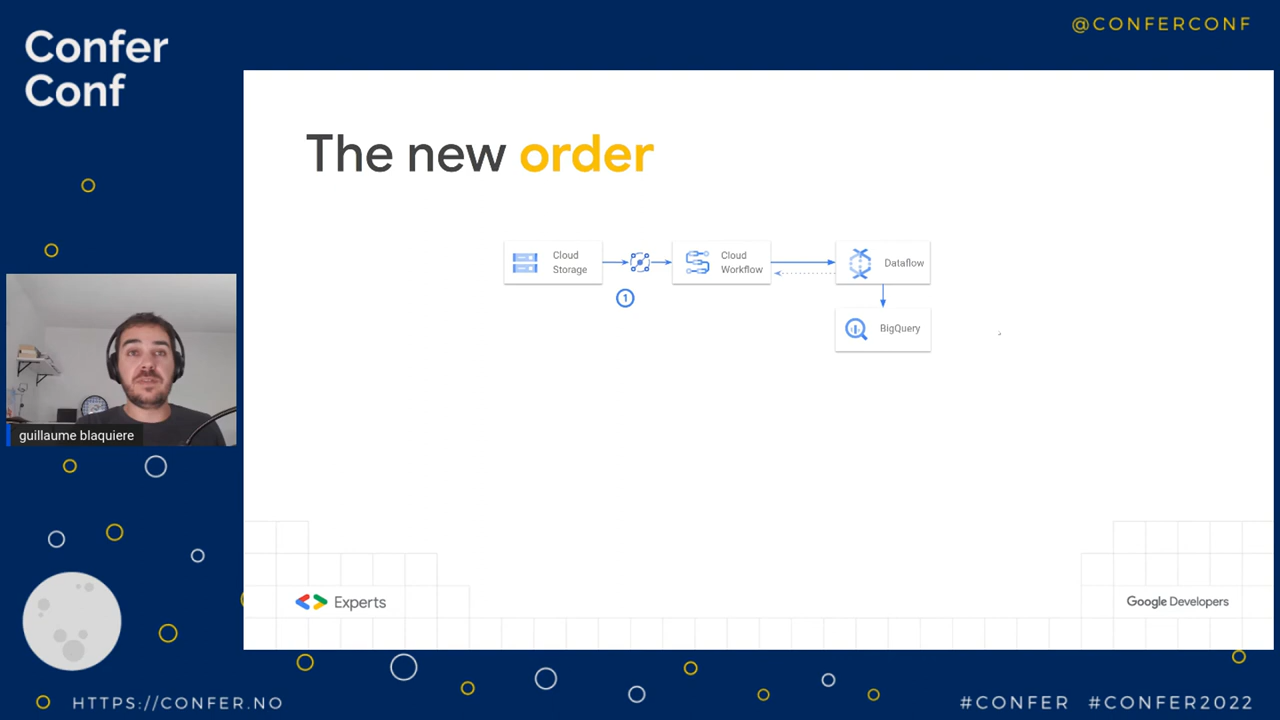 Confer
Conf
@CONFERCONF
The new order
Cloud
Storage
1
Cloud
Workflow
Dataflow
BigQuery
guillaume blaquiere
Experts
Google Developers
HTTPS://CONFER.NO
#CONFER #CONFER2022